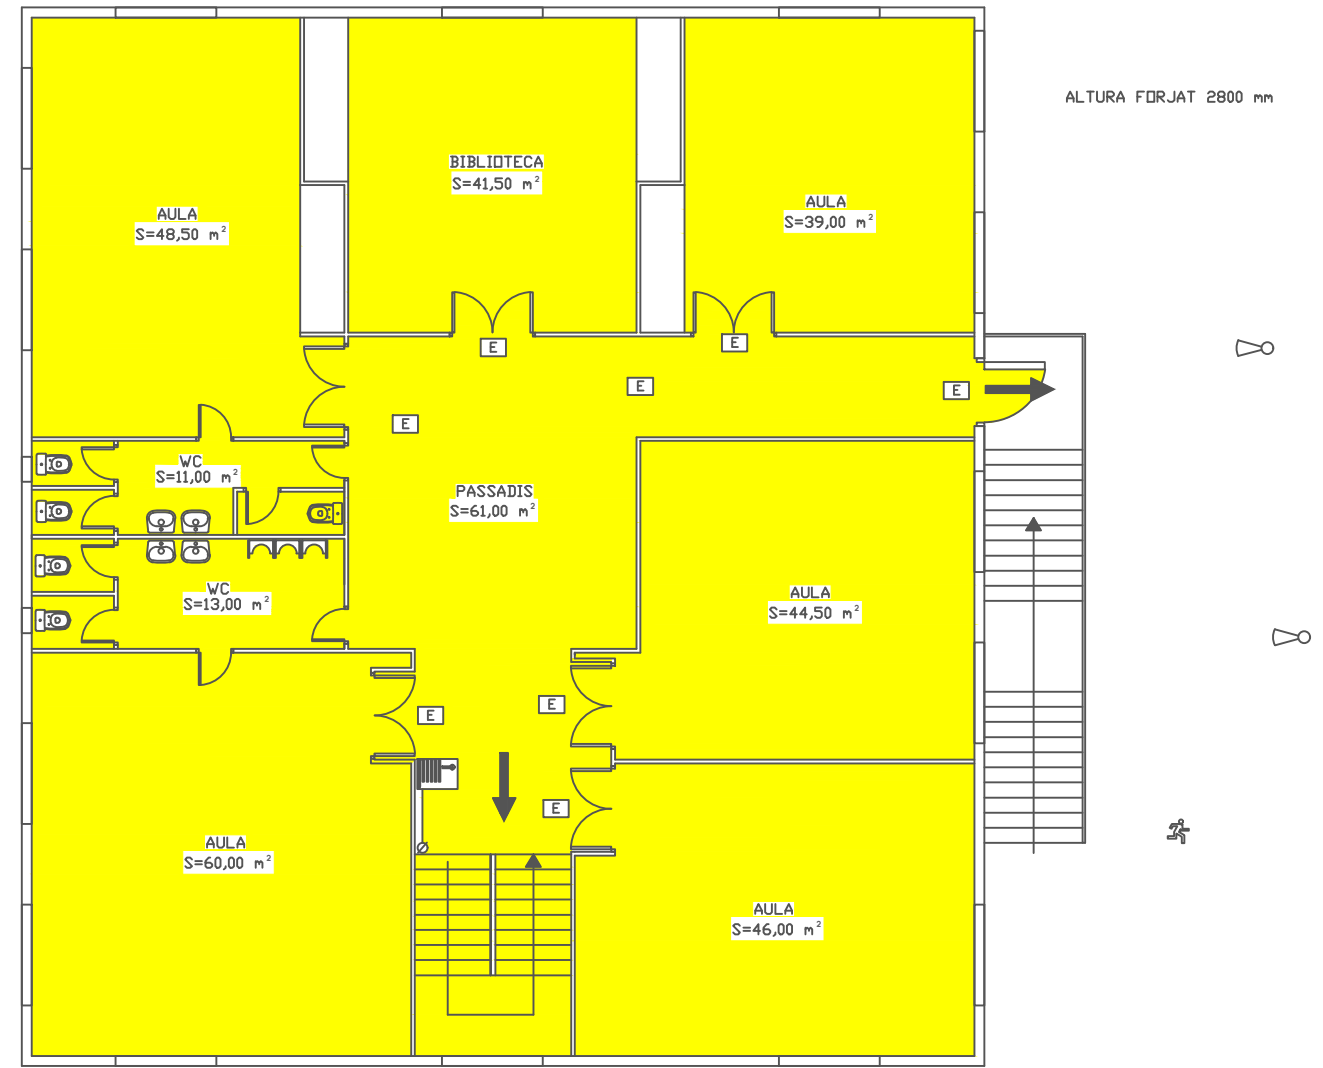 ALTURA FORJAT 2800 mm
BIBLIOTECA
S=41,50 m²
AULA
S=39,00 m²
AULA
S=48,50 m²
E
E
E
E
E
WC
S=11,00 m²
PASSADIS
S=61,00 m²
WC
S=13,00 m²
AULA
S=44,50 m²
E
E
E
AULA
S=60,00 m²
AULA
S=46,00 m²